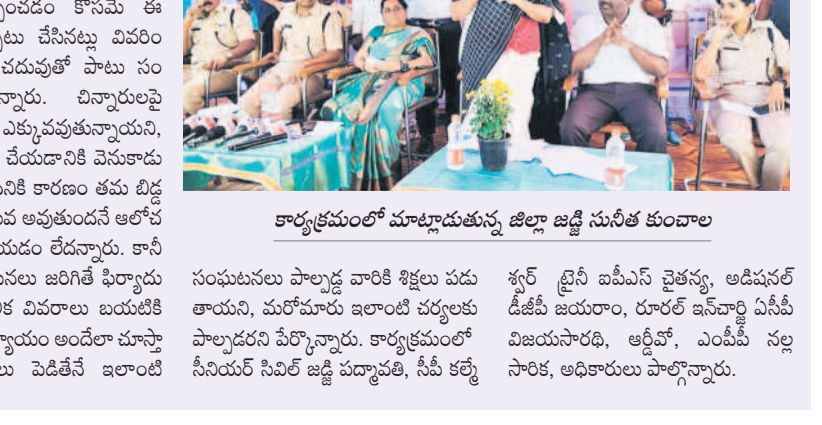 ంచడం కోసమే ఈ
టు చేసినట్లు వివరిం
చదువుతో పాటు సం
న్నారు. చిన్నారులపై
ఎక్కువవుతున్నాయని,
చేయడానికి వెనుకాడు
నికి కారణం తమ బిడ్డ
వ అవుతుందనే ఆలోచ
యడం లేదన్నారు. కానీ
నలు జరిగితే ఫిర్యాదు
క వివరాలు బయటికి
్యాయం అందేలా చూస్తా
లు పెడితేనే ఇలాంటి
కార్యక్రమంలో మాట్లాడుతున్న జిల్లా జడ్జి సునీత కుంచాల
సంఘటనలు పాల్పడ్డ వారికి శిక్షలు పడు
తాయని, మరోమారు ఇలాంటి చర్యలకు
పాల్పడరని పేర్కొన్నారు. కార్యక్రమంలో
సీనియర్ సివిల్ జడ్జి పద్మావతి, సీపీ కల్మే
శ్వర్ ట్రైనీ ఐపీఎస్ చైతన్య, అడిషనల్
డీజీపీ జయరాం, రూరల్ ఇన్‌చార్జి ఏసీపీ
విజయసారథి, ఆర్డీవో, ఎంపీపీ నల్ల
సారిక, అధికారులు పాల్గొన్నారు.